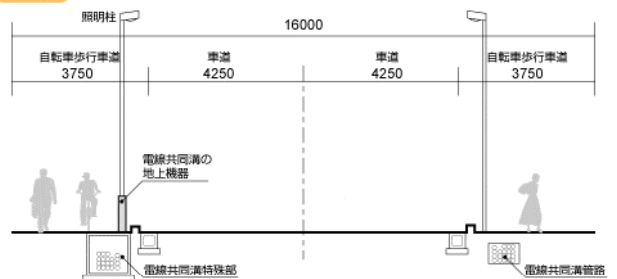 照明柱
16000
自転車歩行車道
車道
車道
自転車歩行車道
3750
4250
4250
3750
電線共同溝の
地上機器
電線共同溝特殊部
電線共同溝管路